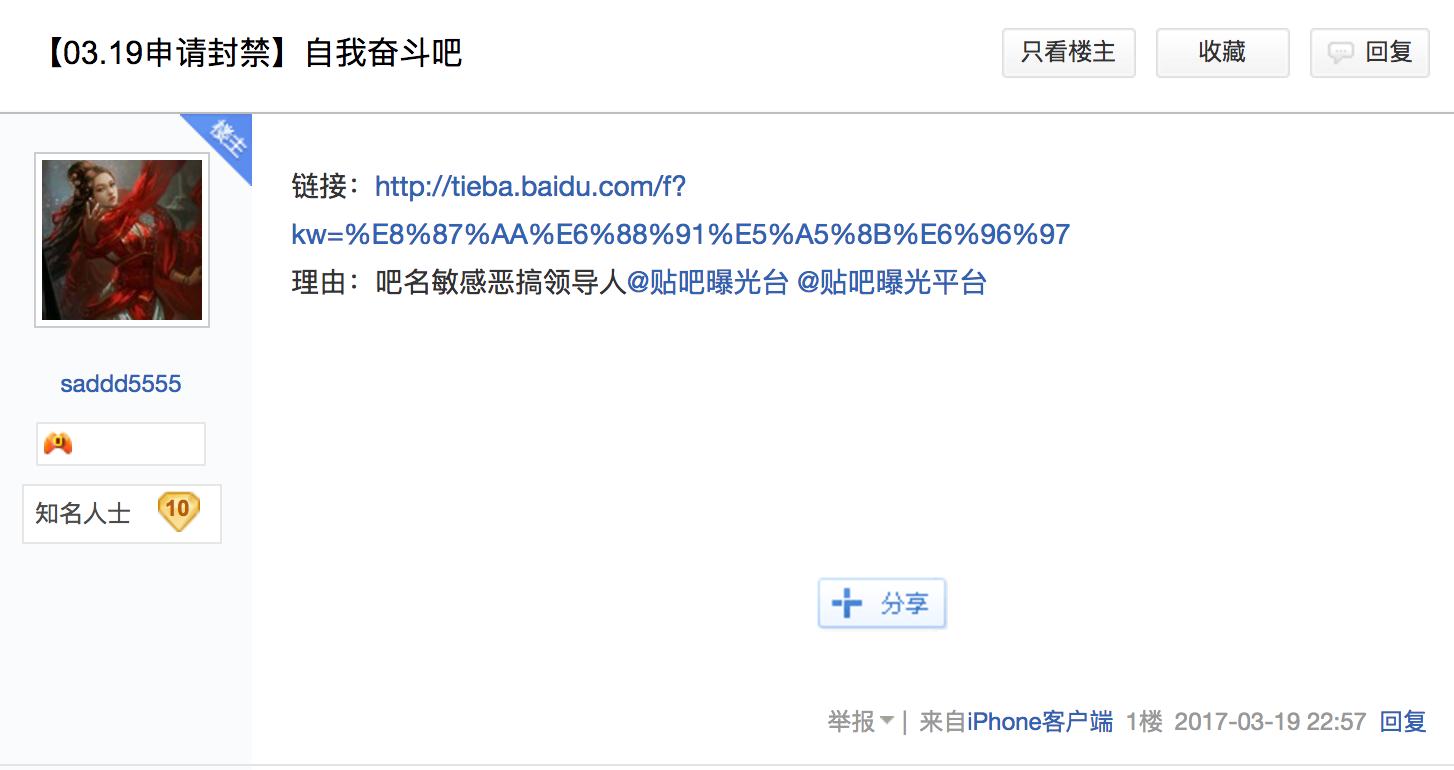 【03.19申请封禁】自我奋斗吧
只看楼主
收藏
回复
楼主
链接：http://tieba.baidu.com/f?
kw=%E8%87%AA%E6%88%91%E5%A5%8B%E6%96%97
理由：吧名敏感恶搞领导人@贴吧曝光台 @贴吧曝光平台
saddd5555
0
知名人士 10
分享
举报 | 来自iPhone客户端 1楼 2017-03-19 22:57 回复